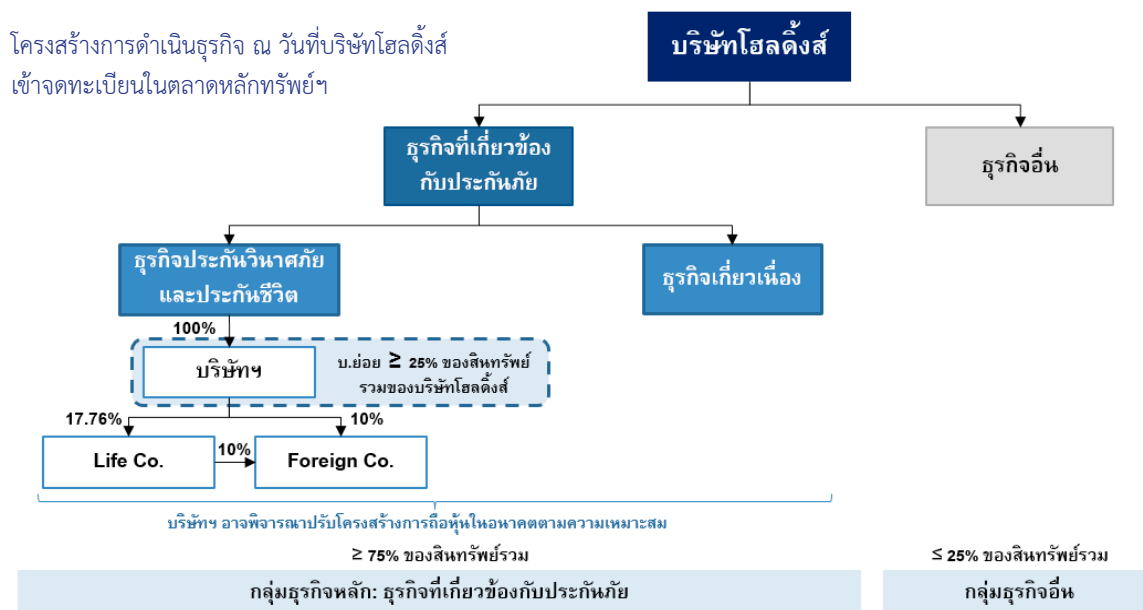 โครงสร้างการดำเนินธุรกิจ ณ วันที่บริษัทโฮลดิ้งส์
เข้าจดทะเบียนในตลาดหลักทรัพย์ฯ
บริษัทโฮลดิ้งส์
ธุรกิจที่เกี่ยวข้อง
กับประกันภัย
ธุรกิจอื่น
ธุรกิจประกันวินาศภัย
และประกันชีวิต
ธุรกิจเกี่ยวเนื่อง
100%
บริษัทฯ
บ.ย่อย ≥ 25% ของสินทรัพย์
รวมของบริษัทโฮลดิ้งส์
17.76%
10%
Life Co.
10%
Foreign Co.
บริษัทฯ อาจพิจารณาปรับโครงสร้างการถือหุ้นในอนาคตตามความเหมาะสม
≥ 75% ของสินทรัพย์รวม
≤ 25% ของสินทรัพย์รวม
กลุ่มธุรกิจหลัก: ธุรกิจที่เกี่ยวข้องกับประกันภัย
กลุ่มธุรกิจอื่น